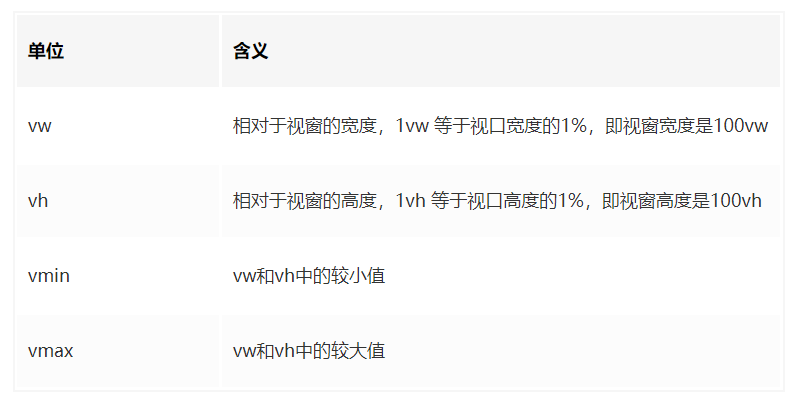 单位 含义
vw 相对于视窗的宽度，1vw 等于视口宽度的1%，即视窗宽度是100vw
vh 相对于视窗的高度，1vh 等于视口高度的1%，即视窗高度是100vh
vmin vw和vh中的较小值
vmax vw和vh中的较大值